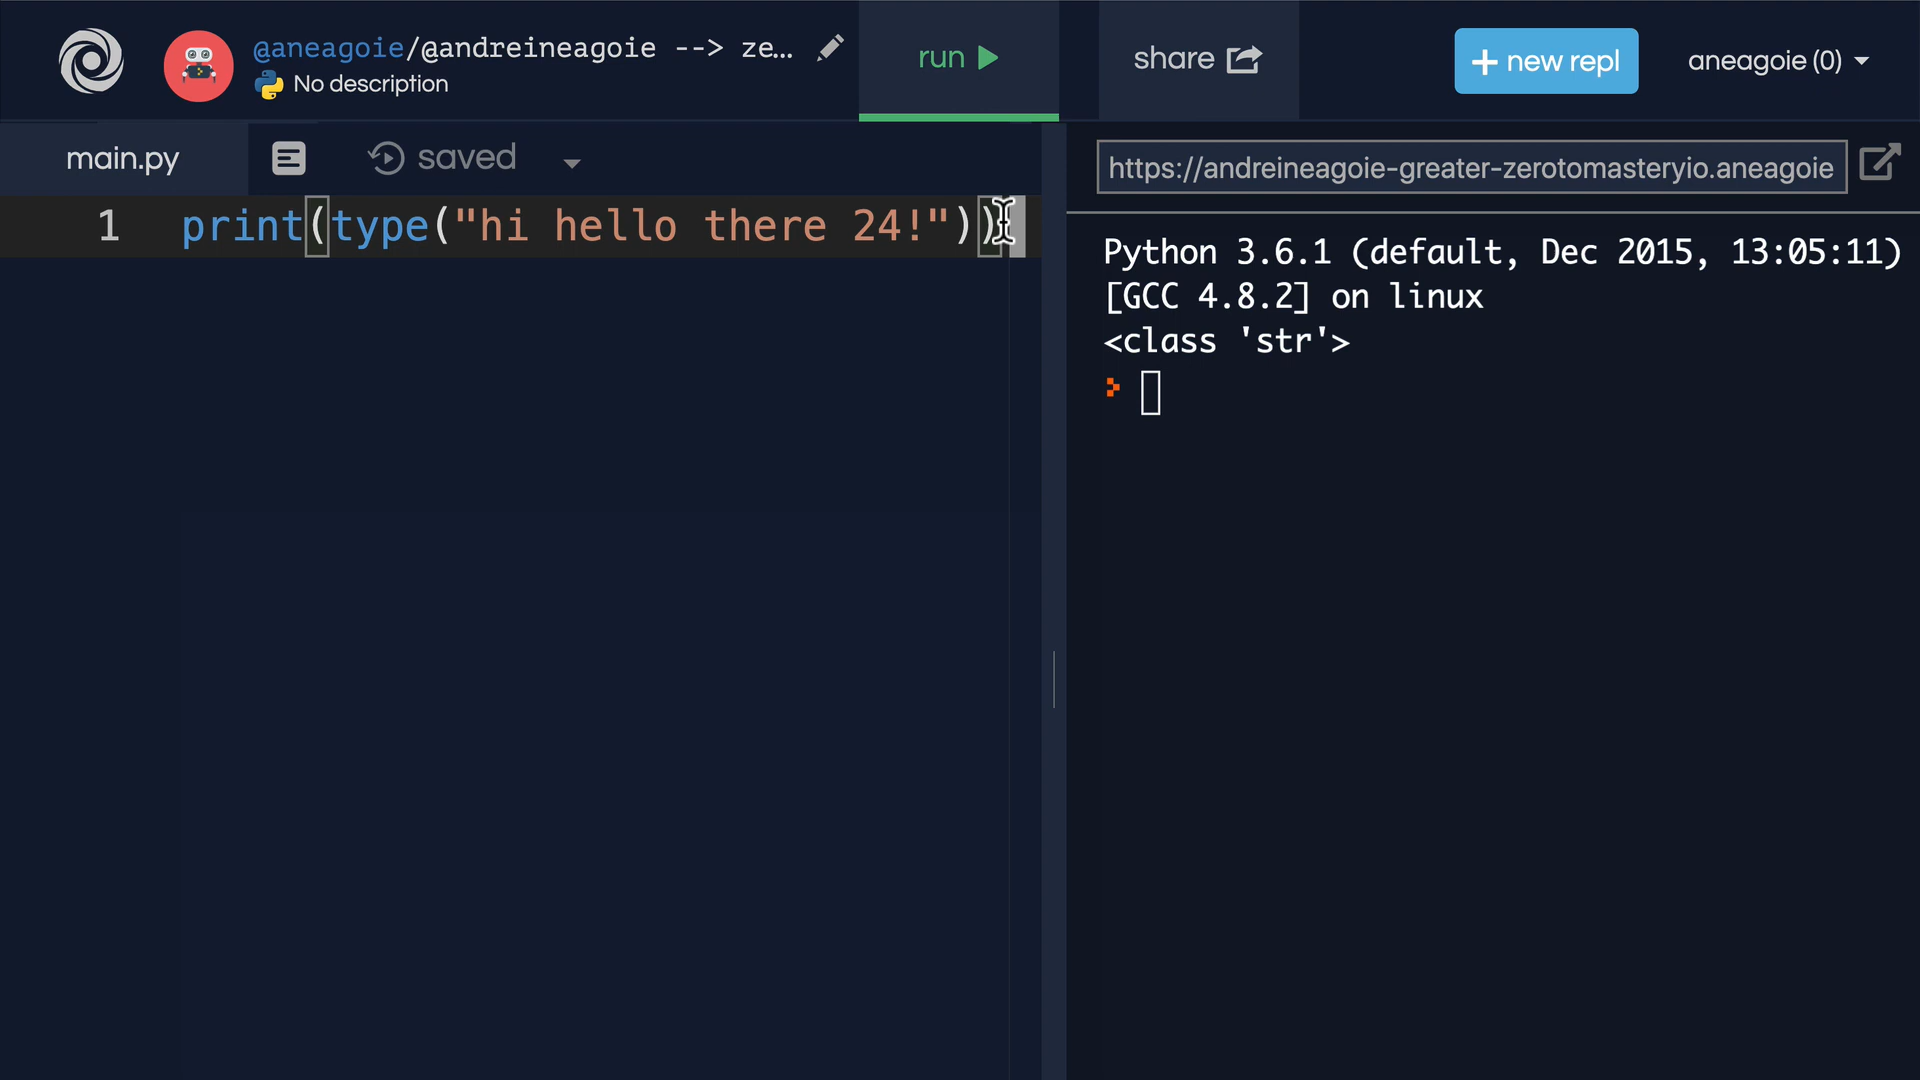 @aneagoie/@andreineagoie --> ze...
No description
run
share
+ new repl
aneagoie (0)
main.py
saved
https://andreineagoie-greater-zerotomasteryio.aneagoie
1 print(type("hi hello there 24!"))
Python 3.6.1 (default, Dec 2015, 13:05:11)
[GCC 4.8.2] on linux
<class 'str'>